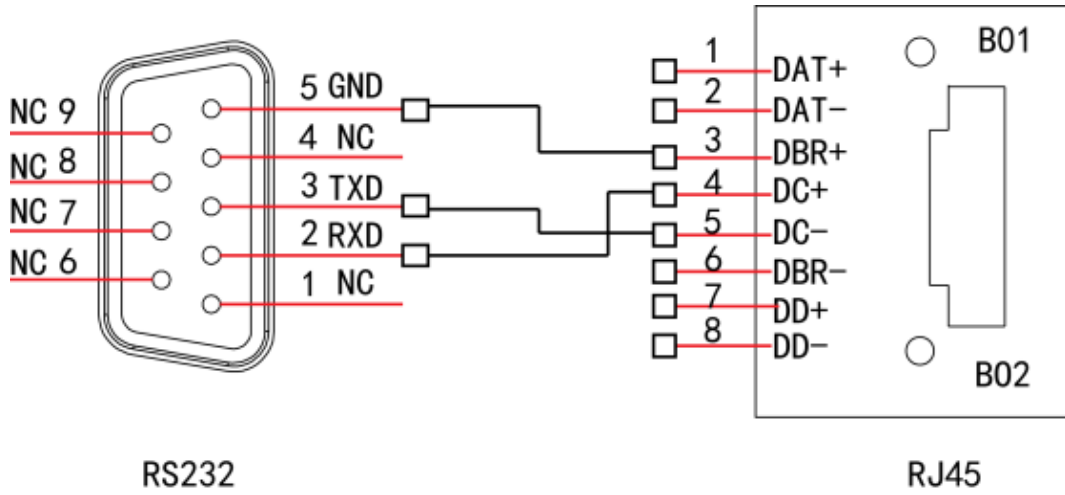 NC 9
NC 8
NC 7
NC 6
5 GND
4 NC
3 TXD
2 RXD
1 NC
1 DAT+
2 DAT-
3 DBR+
4 DC+
5 DC-
6 DBR-
7 DD+
8 DD-
B01
B02
RS232
RJ45